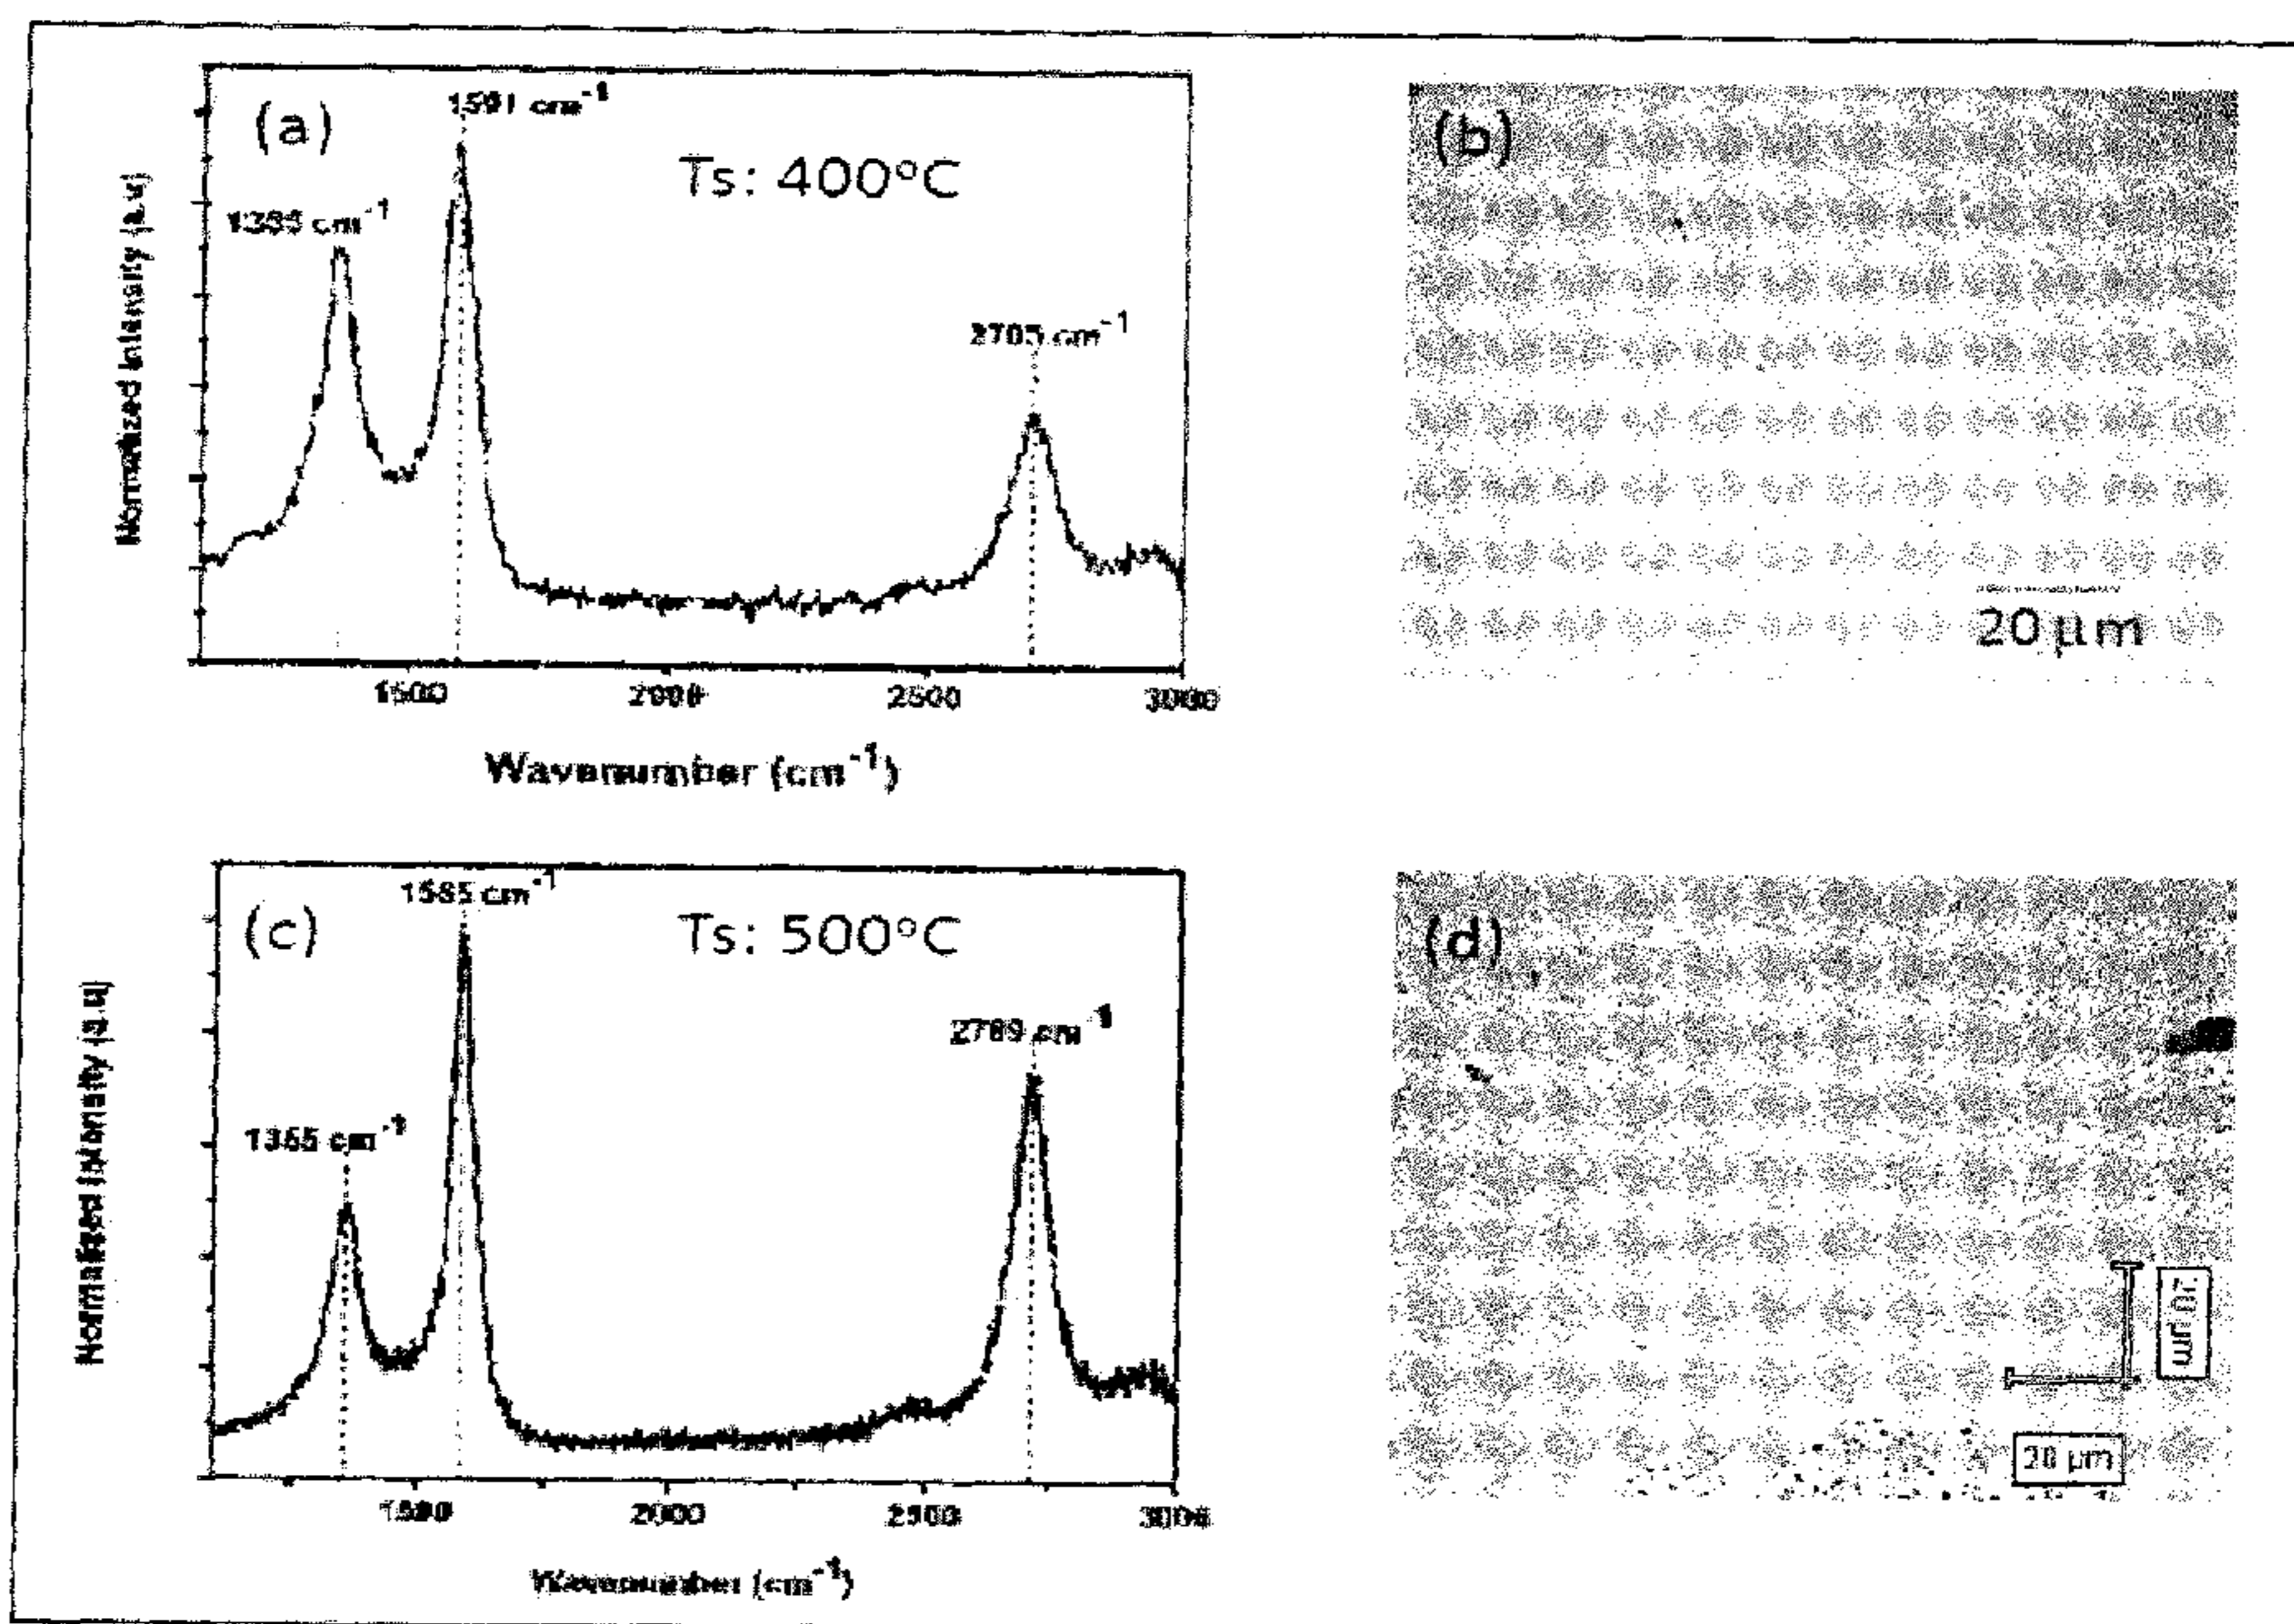 (a)
1591 cm⁻¹
Ts: 400°C
cm⁻¹
2705 cm⁻¹
Normalized Intensity (a.u)
1500 2000 2500 3000
Wavenumber (cm⁻¹)
(b)
20 µm
(c)
1585 cm⁻¹
Ts: 500°C
1355 cm⁻¹
cm⁻¹
Normalized Intensity (a.u)
1500 2000 2500 3000
Wavenumber (cm⁻¹)
(d)
20 µm
20 µm